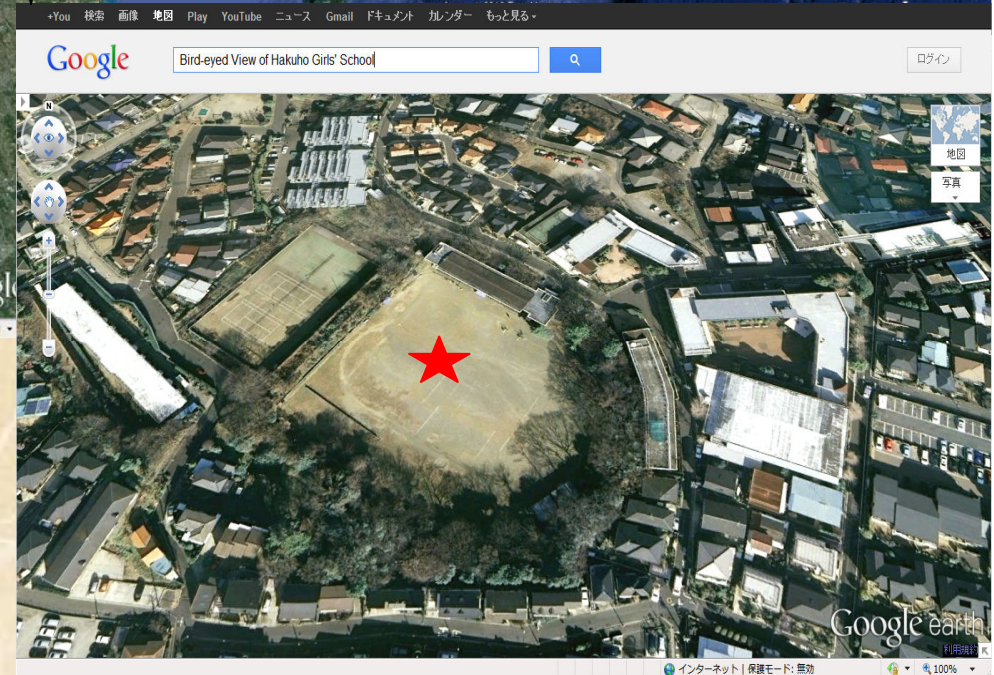 +You 検索 画像 地図 Play YouTube ニュース Gmail ドキュメント カレンダー もっと見る
Google
Bird-eyed View of Hakuho Girls' School
ログイン
N
地図
写真
Google earth
利用規約
インターネット | 保護モード: 無効
100%